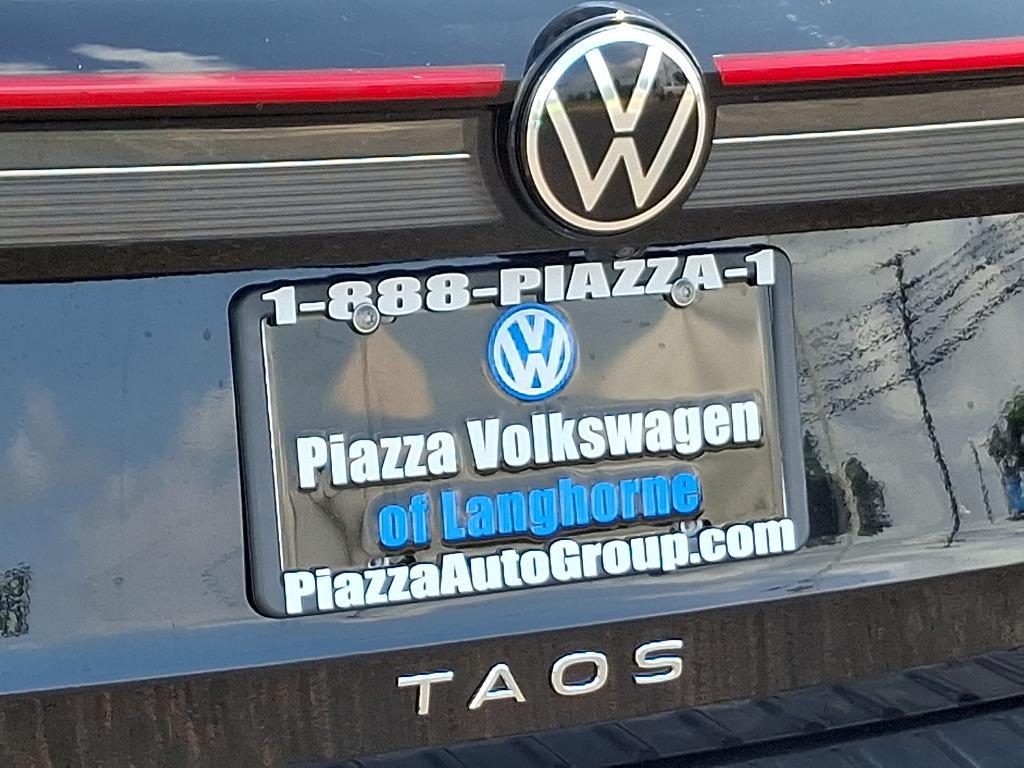 1-888-PIAZZA-1
Piazza Volkswagen
of Langhorne
PiazzaAutoGroup.com
TAOS